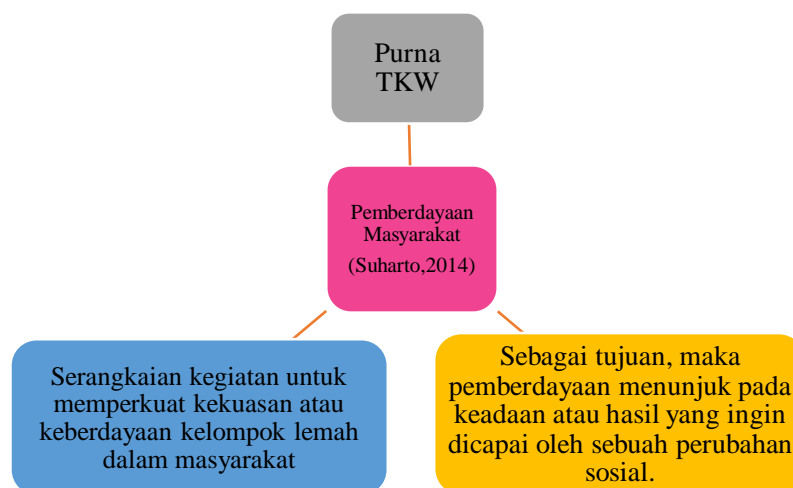 Purna
TKW
Pemberdayaan
Masyarakat
(Suharto,2014)
Serangkaian kegiatan untuk
memperkuat kekuasan atau
keberdayaan kelompok lemah
dalam masyarakat
Sebagai tujuan, maka
pemberdayaan menunjuk pada
keadaan atau hasil yang ingin
dicapai oleh sebuah perubahan
sosial.